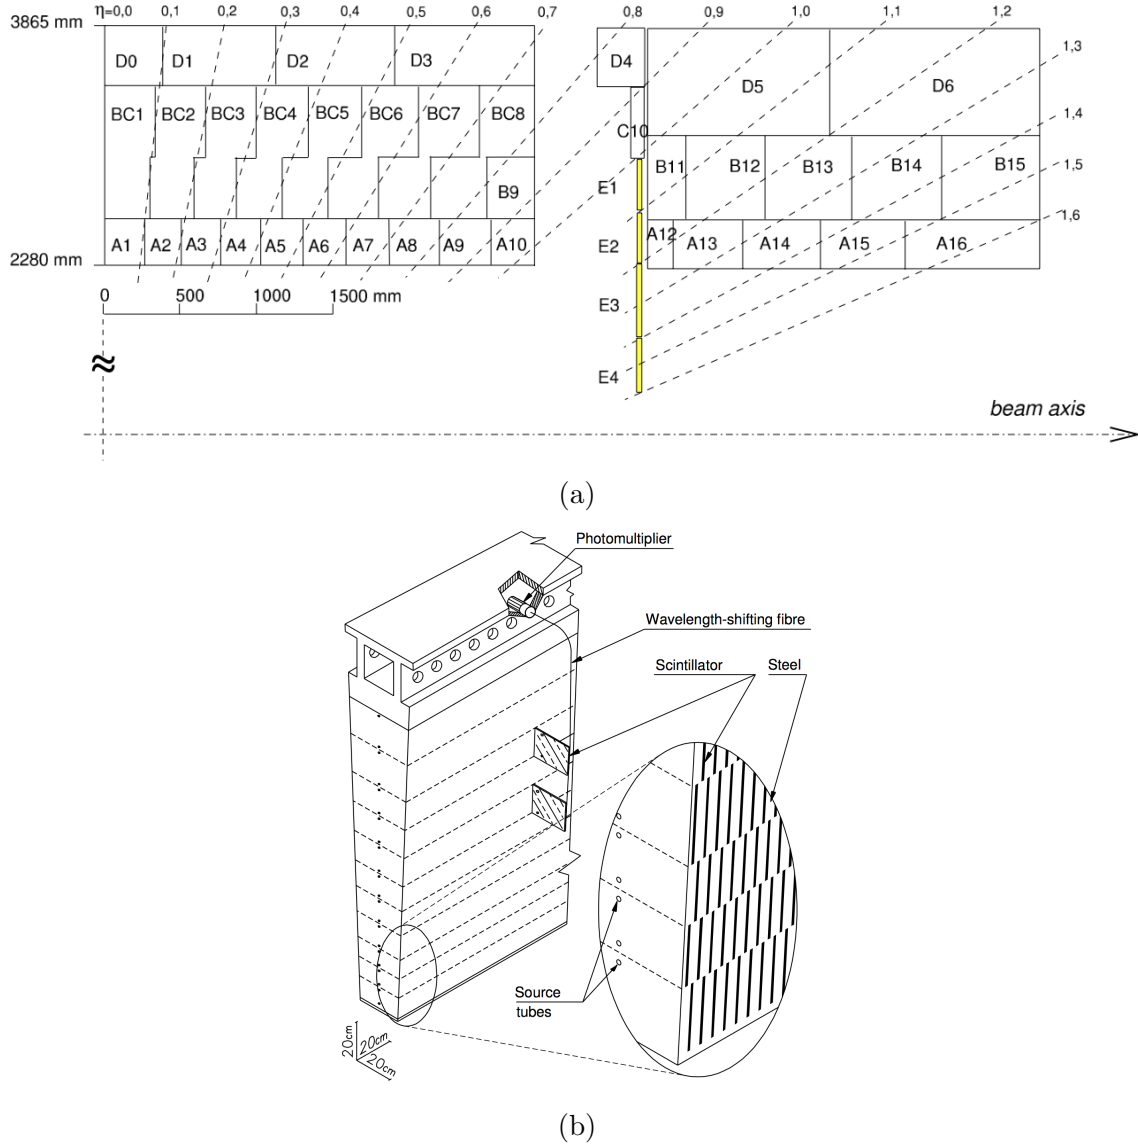 3865 mm η=0,0 0,1 0,2 0,3 0,4 0,5 0,6 0,7 0,8 0,9 1,0 1,1 1,2
1,3
D0 D1 D2 D3 D4 D5 D6
BC1 BC2 BC3 BC4 BC5 BC6 BC7 BC8 C10
1,4
B9 B11 B12 B13 B14 B15
1,5
E1
1,6
A1 A2 A3 A4 A5 A6 A7 A8 A9 A10 E2 A12 A13 A14 A15 A16
2280 mm
0 500 1000 1500 mm
E3
E4
beam axis
(a)
Photomultiplier
Wavelength-shifting fibre
Scintillator Steel
Source
tubes
20cm
20cm
20cm
(b)